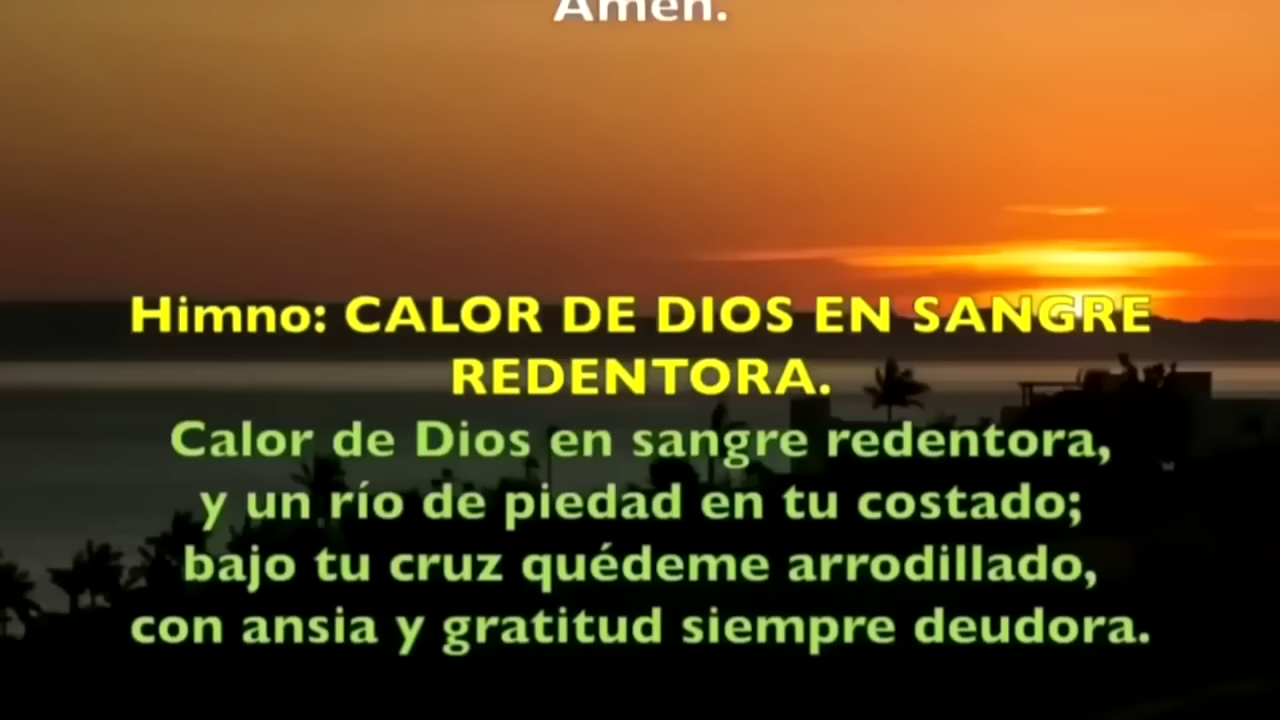 Amén.
Himno: CALOR DE DIOS EN SANGRE
REDENTORA.
Calor de Dios en sangre redentora,
y un río de piedad en tu costado;
bajo tu cruz quédeme arrodillado,
con ansia y gratitud siempre deudora.